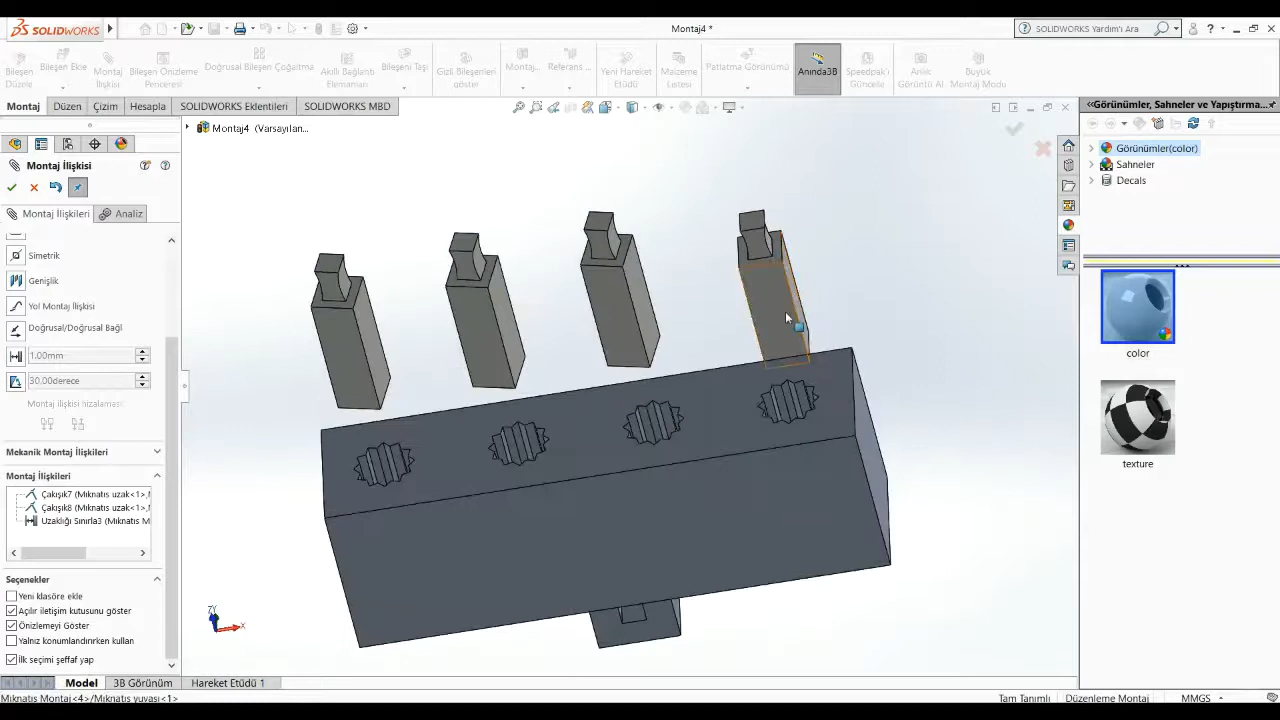 SOLIDWORKS
Montaj4 *
SOLIDWORKS Yardım'ı Ara
Bileşen Düzenle
Bileşen Ekle
Montaj İlişkisi
Bileşen Önizleme Penceresi
Doğrusal Bileşen Çoğaltma
Akıllı Bağlantı Elemanları
Bileşeni Taşı
Gizli Bileşenleri göster
Montaj...
Referans ...
Yeni Hareket Etüdü
Malzeme Listesi
Patlatma Görünümü
Anında3B
Speedpak'ı Güncelle
Anlık Görüntü Al
Büyük Montaj Modu
Montaj
Düzen
Çizim
Hesapla
SOLIDWORKS Eklentileri
SOLIDWORKS MBD
Montaj4 (Varsayılan...
Montaj İlişkisi
Montaj İlişkileri
Analiz
Simetrik
Genişlik
Yol Montaj İlişkisi
Doğrusal/Doğrusal Bağl
1.00mm
30.00derece
Montaj ilişkisi hizalaması:
Mekanik Montaj İlişkileri
Montaj İlişkileri
Çakışık7 (Mıknatıs uzak<1>,M
Çakışık8 (Mıknatıs uzak<1>,M
Uzaklığı Sınırla3 (Mıknatıs M
Seçenekler
Yeni klasöre ekle
Açılır iletişim kutusunu göster
Önizlemeyi Göster
Yalnız konumlandırırken kullan
İlk seçimi şeffaf yap
ZY
X
Görünümler, Sahneler ve Yapıştırma...
Görünümler(color)
Sahneler
Decals
color
texture
Model
3B Görünüm
Hareket Etüdü 1
Mıknatıs Montaj<4>/Mıknatıs yuvası<1>
Tam Tanımlı
Düzenleme Montaj
MMGS